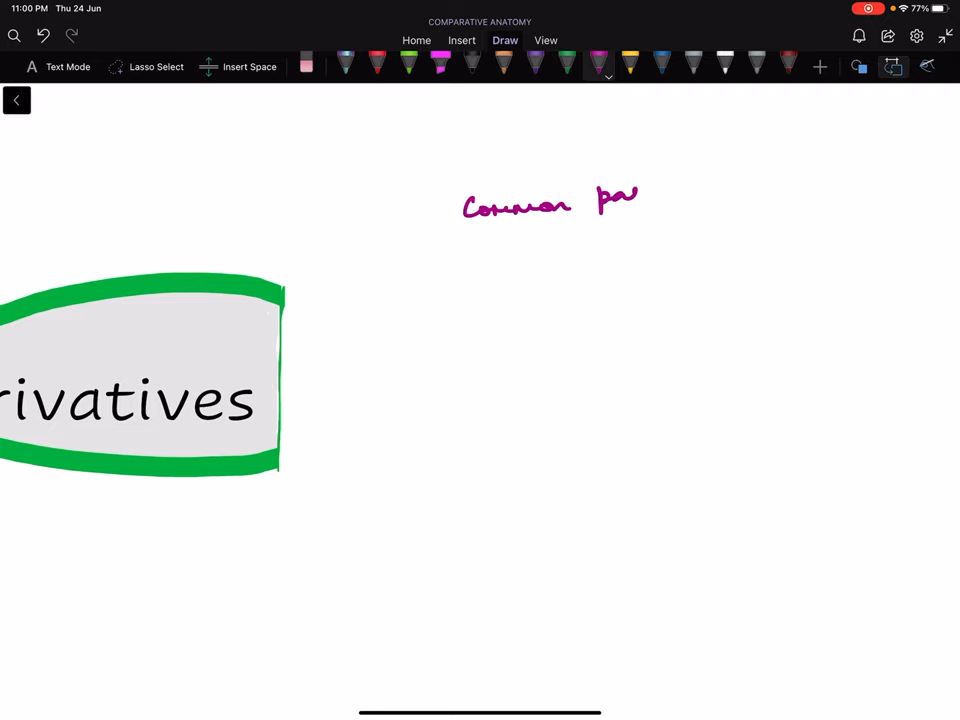 11:00 PM Thu 24 Jun
77%
COMPARATIVE ANATOMY
Home Insert Draw View
A Text Mode Lasso Select Insert Space
Common
rivatives